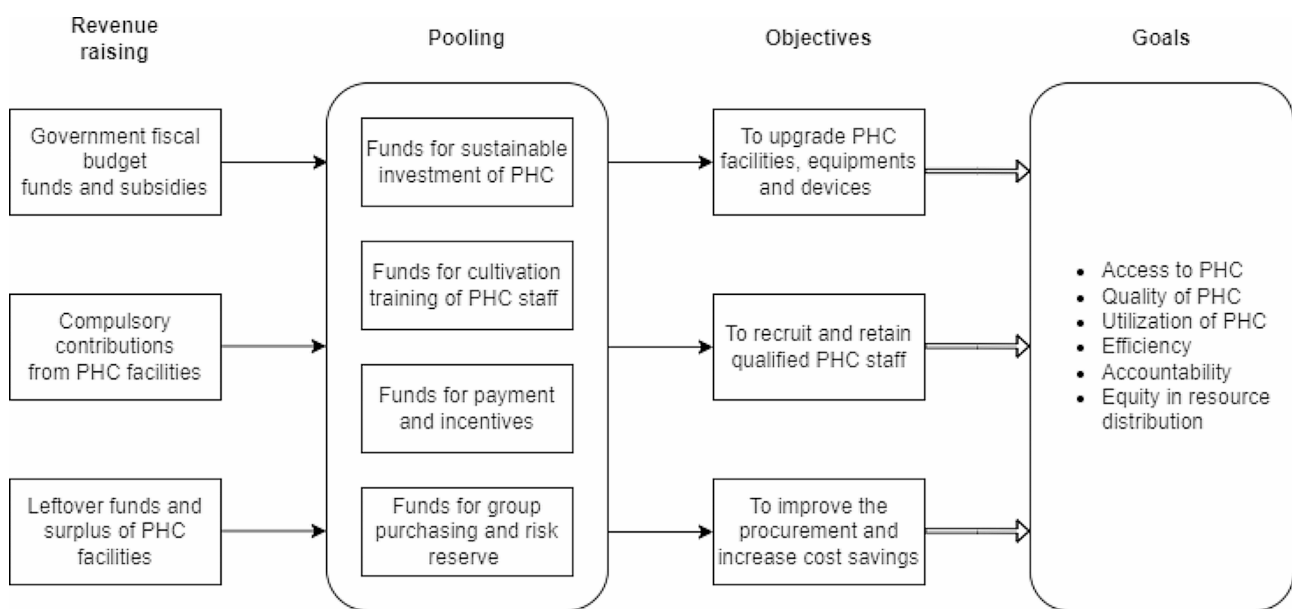 Revenue
raising
Pooling
Objectives
Goals
Government fiscal
budget
funds and subsidies
Compulsory
contributions
from PHC facilities
Leftover funds and
surplus of PHC
facilities
Funds for sustainable
investment of PHC
Funds for cultivation
training of PHC staff
Funds for payment
and incentives
Funds for group
purchasing and risk
reserve
To upgrade PHC
facilities, equipments
and devices
To recruit and retain
qualified PHC staff
To improve the
procurement and
increase cost savings
• Access to PHC
• Quality of PHC
• Utilization of PHC
• Efficiency
• Accountability
• Equity in resource
distribution